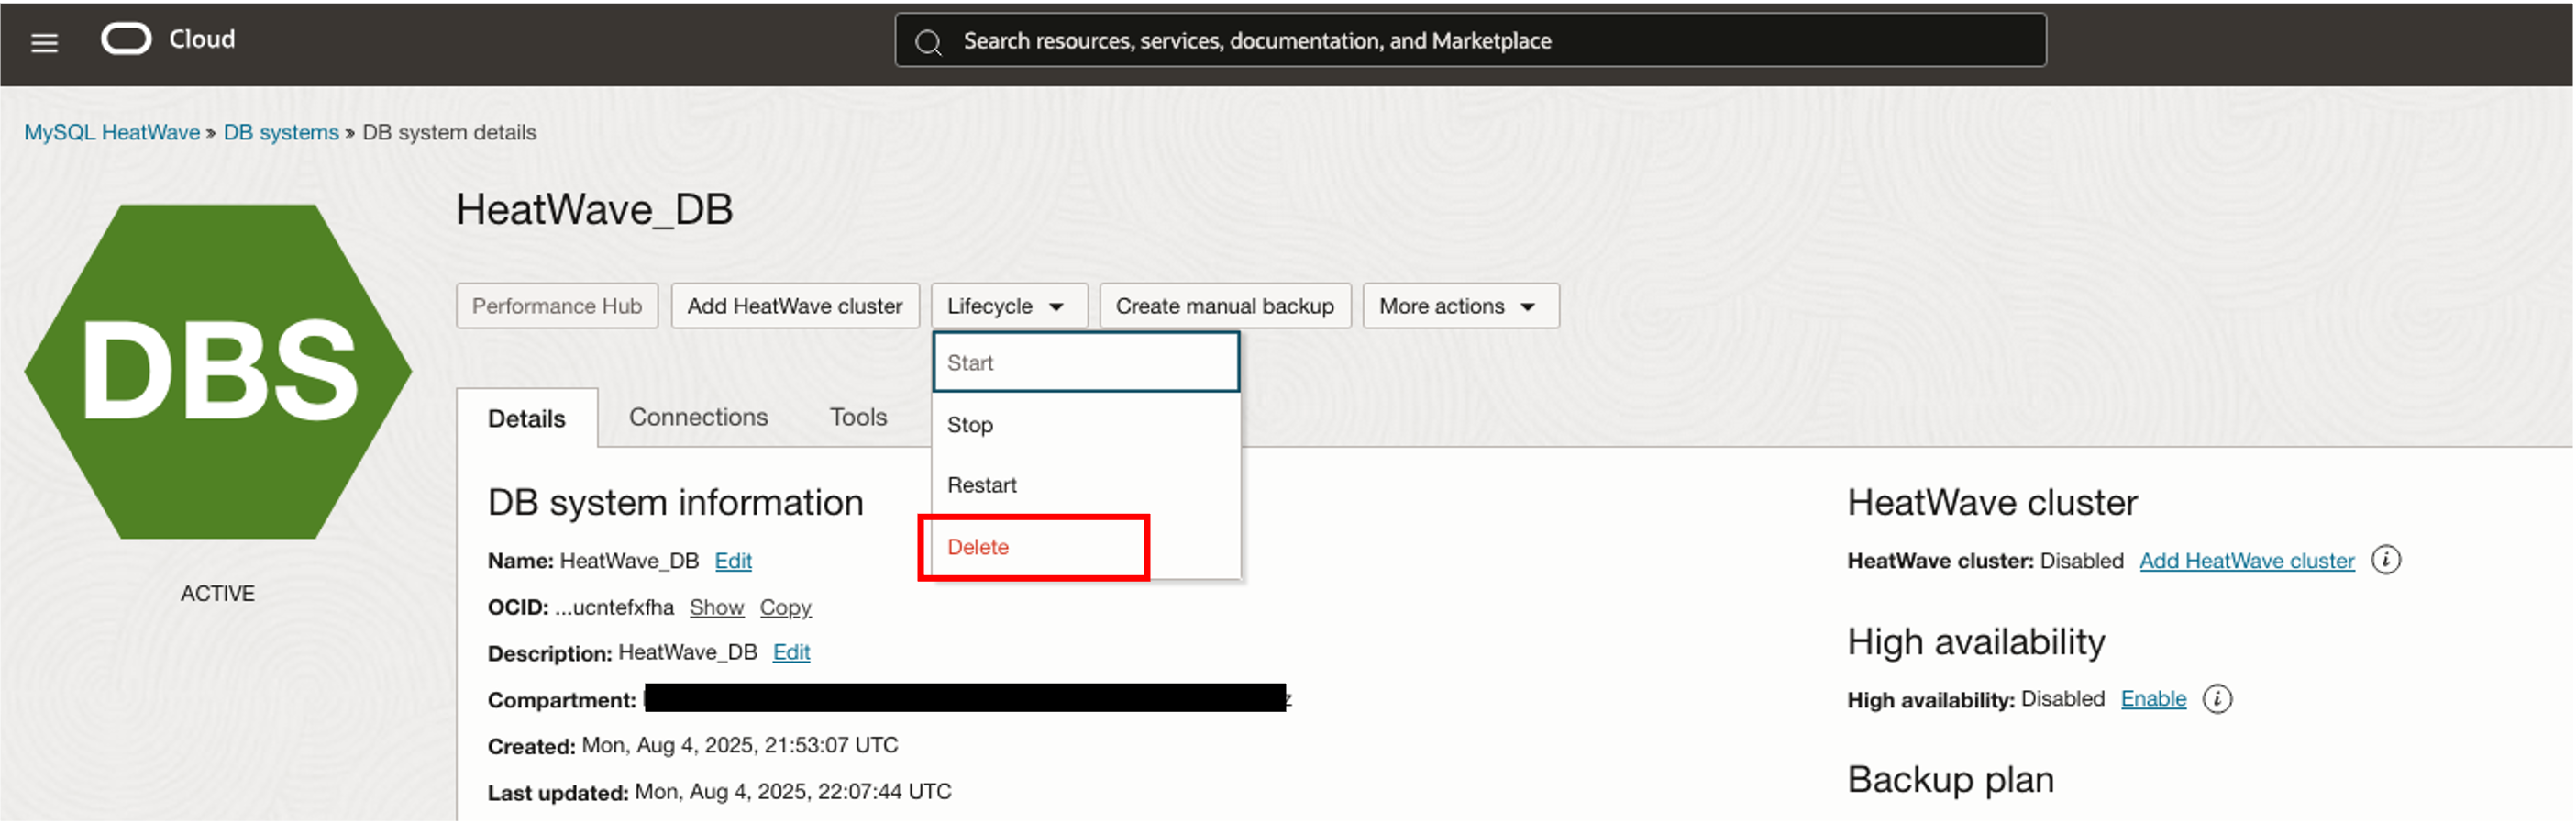 Cloud
Search resources, services, documentation, and Marketplace
MySQL HeatWave » DB systems » DB system details
DBS
ACTIVE
HeatWave_DB
Performance Hub
Add HeatWave cluster
Lifecycle
Create manual backup
More actions
Start
Stop
Restart
Delete
Details
Connections
Tools
DB system information
Name: HeatWave_DB Edit
OCID: ...ucntefxfha Show Copy
Description: HeatWave_DB Edit
Compartment:
Created: Mon, Aug 4, 2025, 21:53:07 UTC
Last updated: Mon, Aug 4, 2025, 22:07:44 UTC
HeatWave cluster
HeatWave cluster: Disabled Add HeatWave cluster
High availability
High availability: Disabled Enable
Backup plan